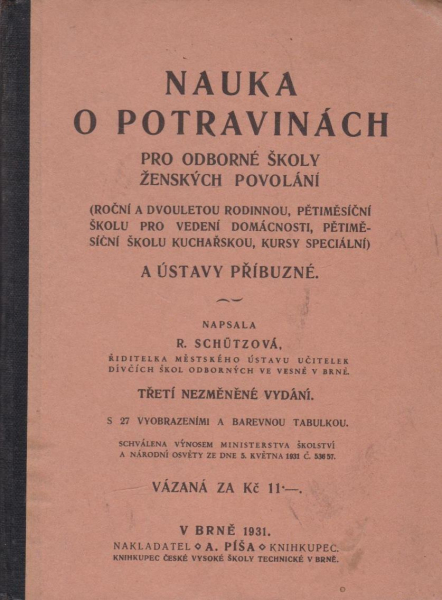 NAUKA
O POTRAVINÁCH
PRO ODBORNÉ ŠKOLY
ŽENSKÝCH POVOLÁNÍ
(ROČNÍ A DVOULETOU RODINNOU, PĚTIMĚSÍČNÍ
ŠKOLU PRO VEDENÍ DOMÁCNOSTI, PĚTIMĚ-
SÍČNÍ ŠKOLU KUCHAŘSKOU, KURSY SPECIÁLNÍ)
A ÚSTAVY PŘÍBUZNÉ.
NAPSALA
R. SCHÜTZOVÁ,
ŘIDITELKA MĚSTSKÉHO ÚSTAVU UČITELEK
DÍVČÍCH ŠKOL ODBORNÝCH VE VESNĚ V BRNĚ.
TŘETÍ NEZMĚNĚNÉ VYDÁNÍ.
S 27 VYOBRAZENÍMI A BAREVNOU TABULKOU.
SCHVÁLENA VÝNOSEM MINISTERSTVA ŠKOLSTVÍ
A NÁRODNÍ OSVĚTY ZE DNE 5. KVĚTNA 1931 Č. 53657.
VÁZANÁ ZA Kč 11·—.
V BRNĚ 1931.
NAKLADATEL ◇ A. PÍŠA ◇ KNIHKUPEC.
KNIHKUPEC ČESKÉ VYSOKÉ ŠKOLY TECHNICKÉ V BRNĚ.